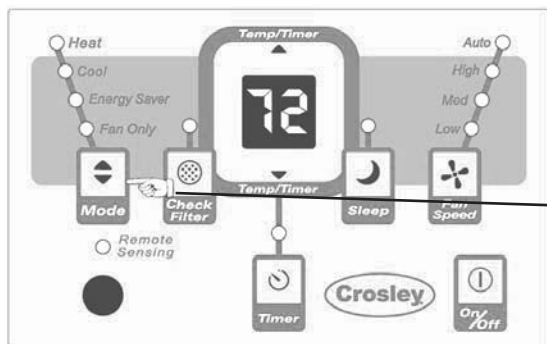 Temp/Timer
Heat
Auto
Cool
High
Energy Saver
Med
Fan Only
Low
72
Temp/Timer
Mode
Check
Filter
Sleep
Fan
Speed
Remote
Sensing
Timer
Crosley
On/Off